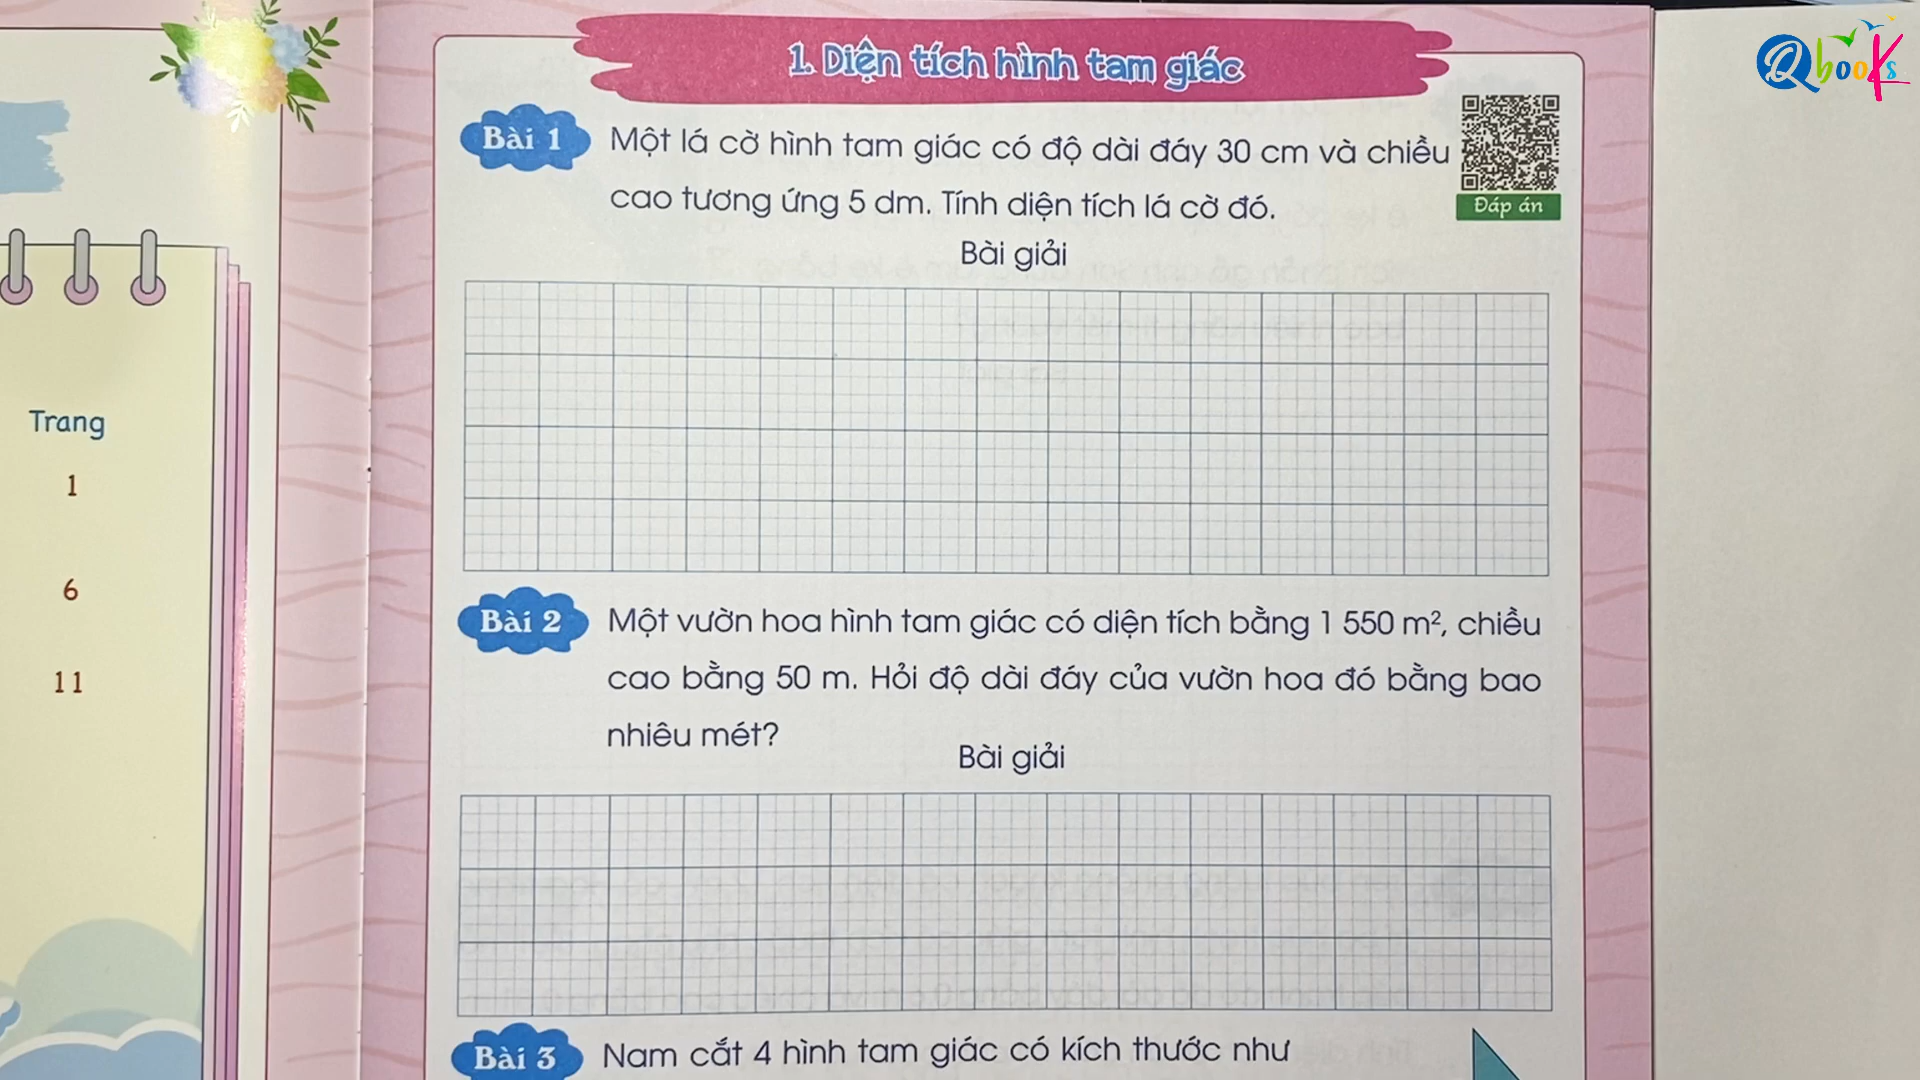 Qbooks
1. Diện tích hình tam giác
Bài 1 Một lá cờ hình tam giác có độ dài đáy 30 cm và chiều
cao tương ứng 5 dm. Tính diện tích lá cờ đó.
Đáp án
Bài giải
Trang
1
6
11
Bài 2 Một vườn hoa hình tam giác có diện tích bằng 1 550 m², chiều
cao bằng 50 m. Hỏi độ dài đáy của vườn hoa đó bằng bao
nhiêu mét?
Bài giải
Bài 3 Nam cắt 4 hình tam giác có kích thước như